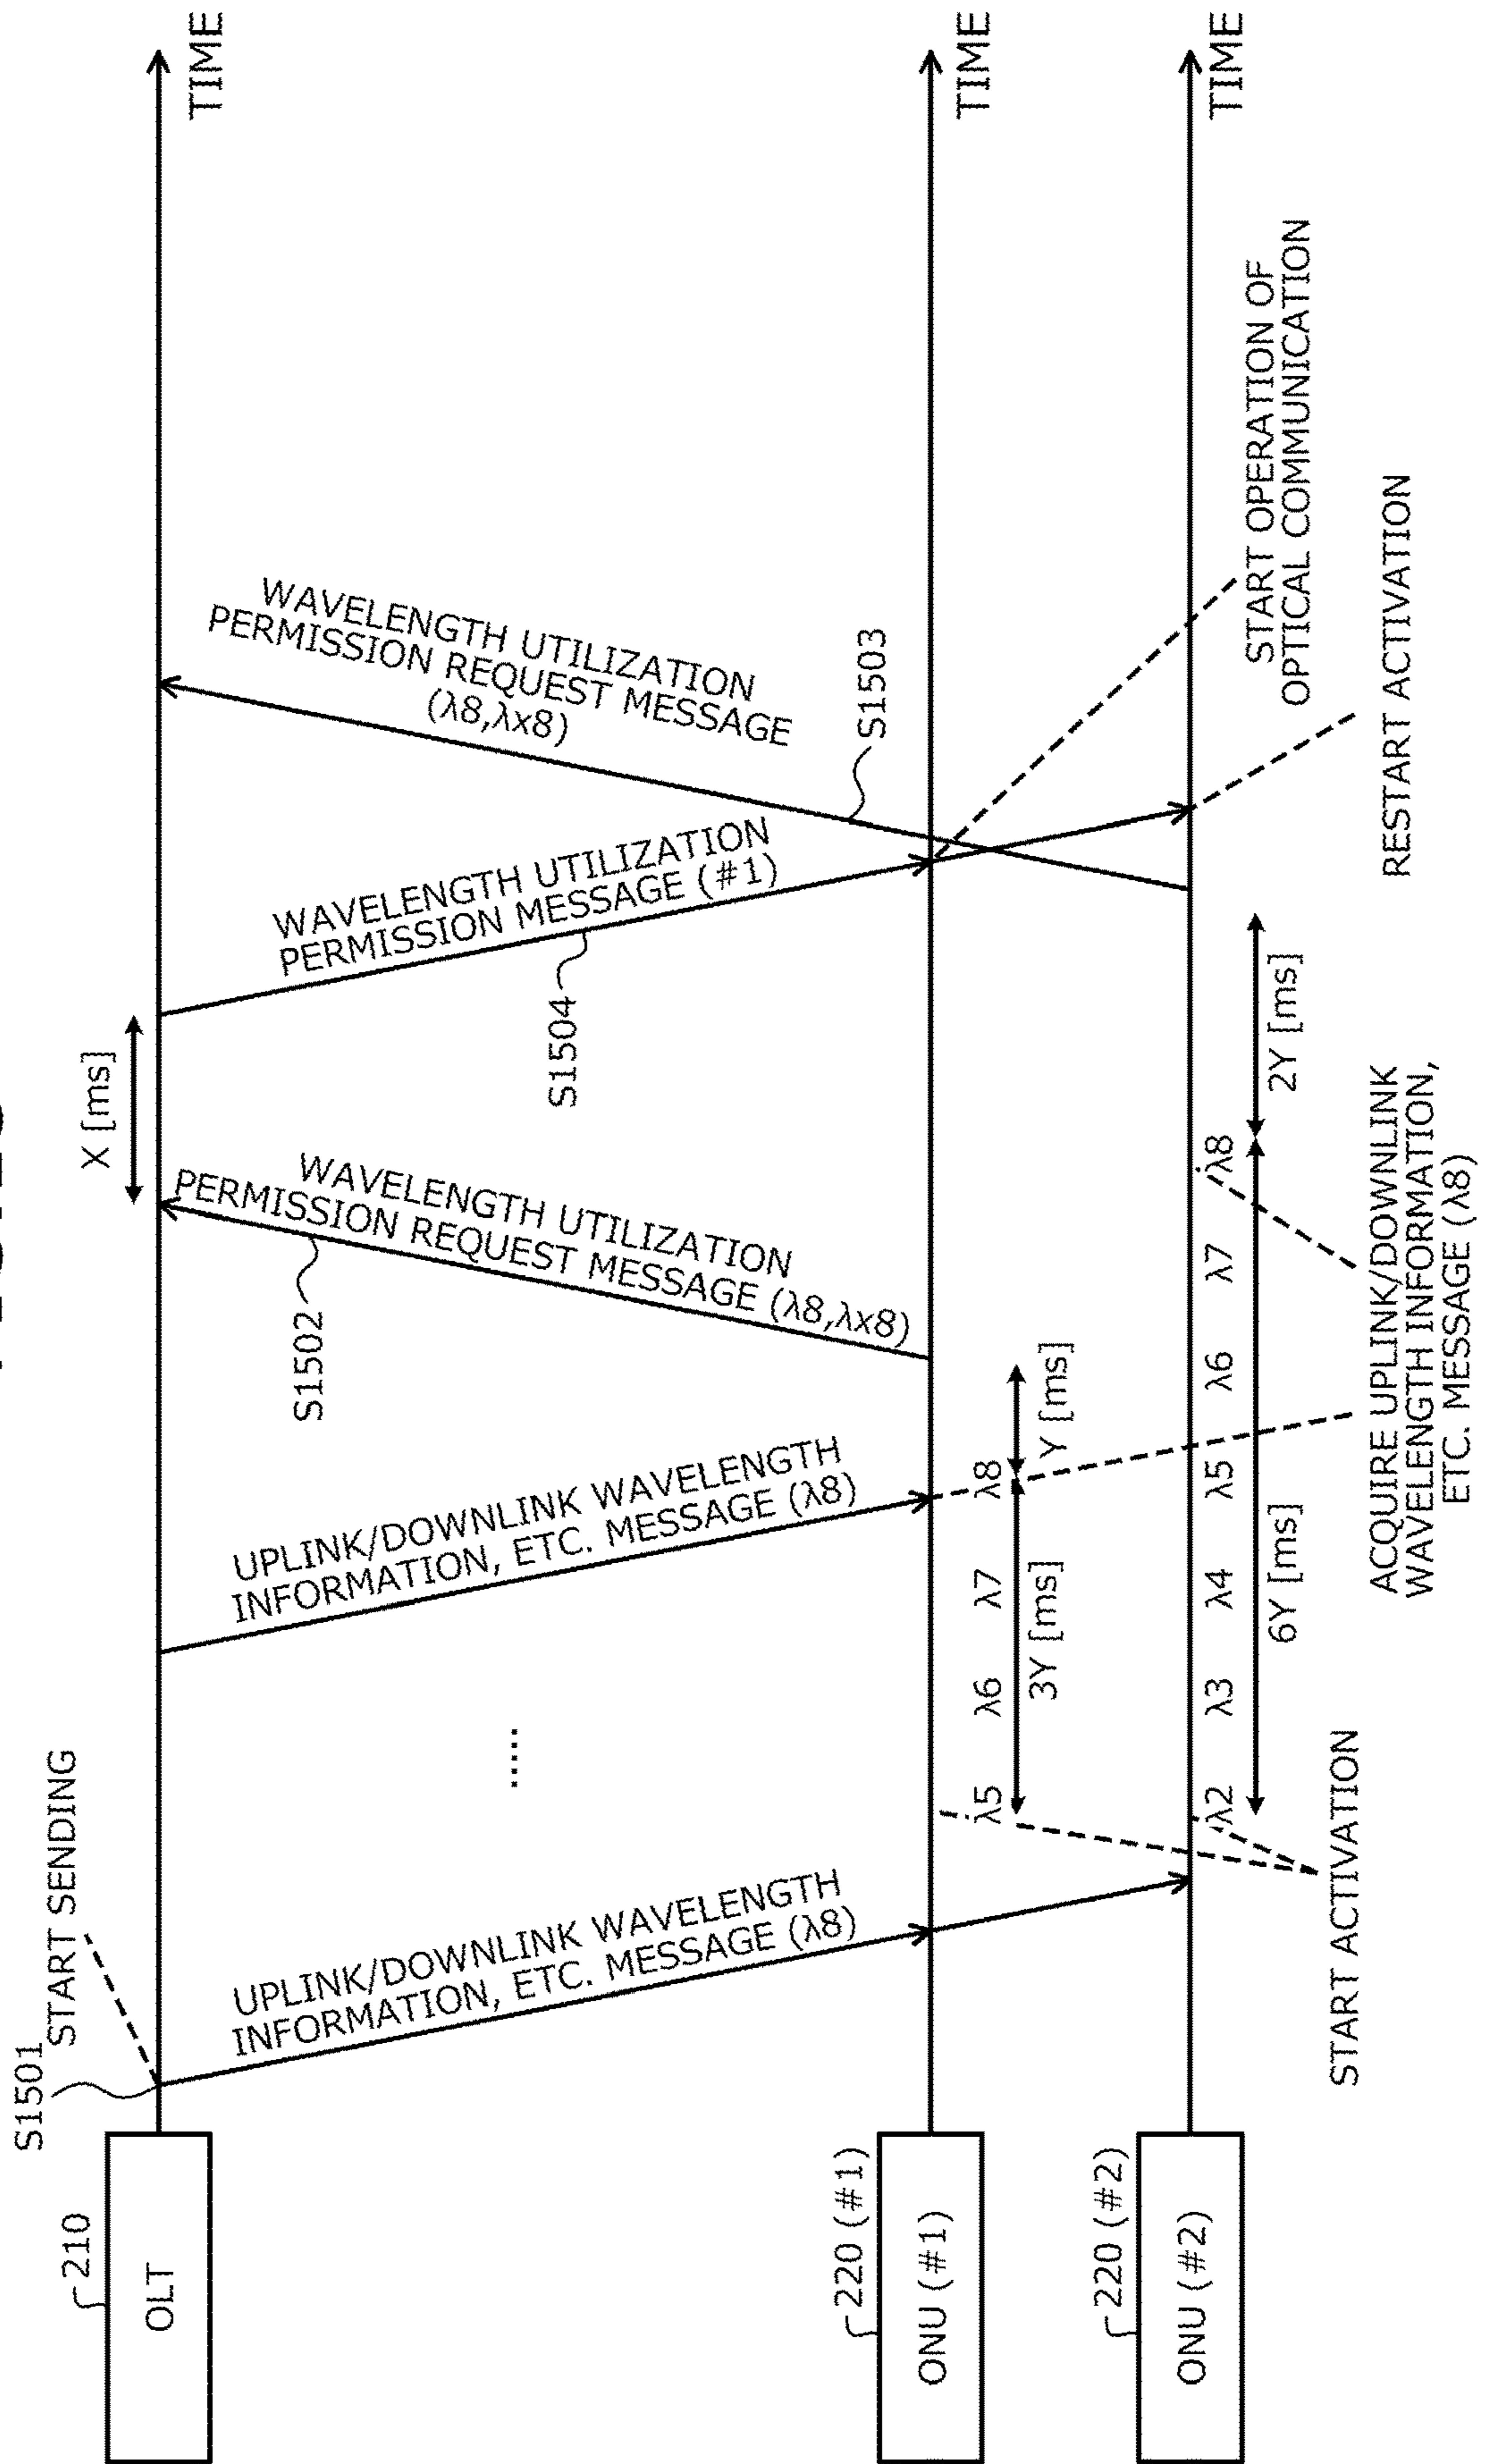 S1501
START SENDING
210
OLT
TIME
UPLINK/DOWNLINK WAVELENGTH
INFORMATION, ETC. MESSAGE (λ8)
.....
UPLINK/DOWNLINK WAVELENGTH
INFORMATION, ETC. MESSAGE (λ8)
S1502
WAVELENGTH UTILIZATION
PERMISSION REQUEST MESSAGE (λ8,λx8)
X [ms]
S1504
WAVELENGTH UTILIZATION
PERMISSION MESSAGE (#1)
WAVELENGTH UTILIZATION
PERMISSION REQUEST MESSAGE
(λ8,λx8)
S1503
220 (#1)
ONU (#1)
TIME
λ5 λ6 λ7 λ8
3Y [ms]
Y [ms]
220 (#2)
ONU (#2)
TIME
λ2 λ3 λ4 λ5 λ6 λ7 λ8
6Y [ms]
2Y [ms]
START ACTIVATION
ACQUIRE UPLINK/DOWNLINK
WAVELENGTH INFORMATION,
ETC. MESSAGE (λ8)
START OPERATION OF
OPTICAL COMMUNICATION
RESTART ACTIVATION